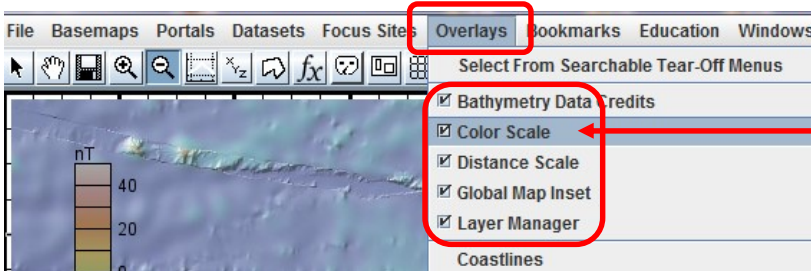 File Basemaps Portals Datasets Focus Sites Overlays Bookmarks Education Windows
Select From Searchable Tear-Off Menus
Bathymetry Data Credits
Color Scale
Distance Scale
Global Map Inset
Layer Manager
Coastlines
nT
40
20
0